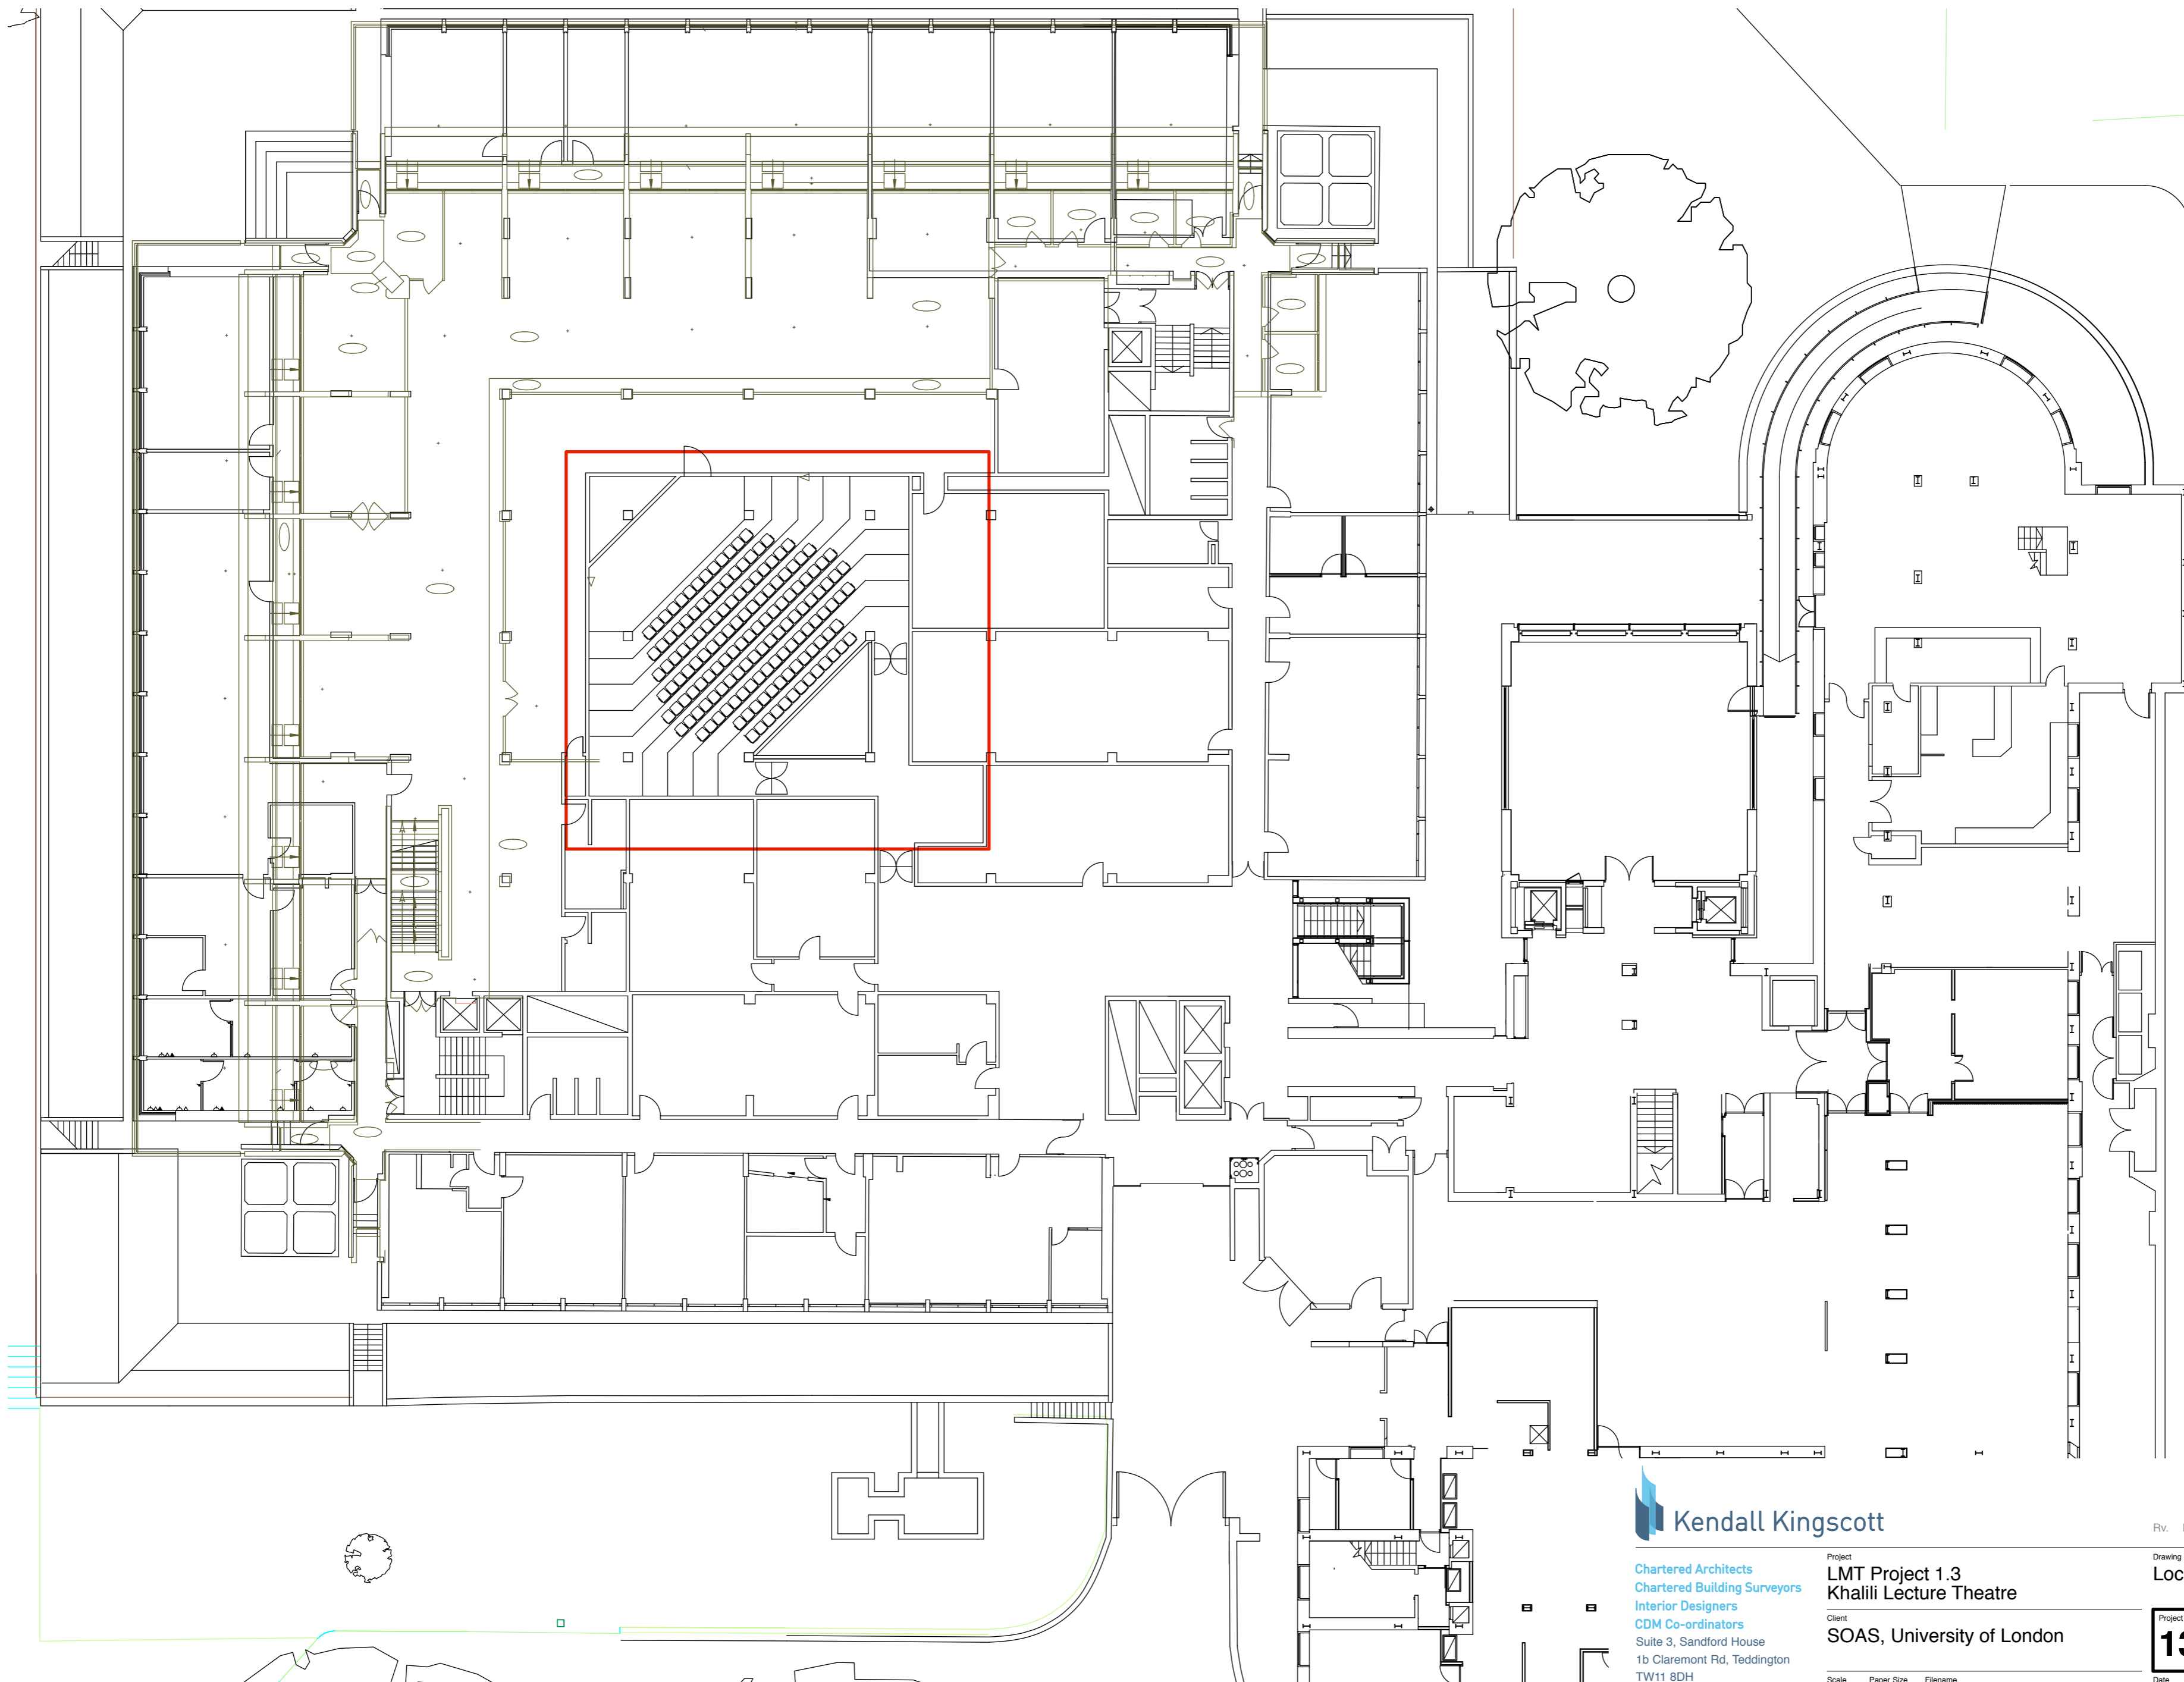 Kendall Kingscott
Rv.
Chartered Architects
Chartered Building Surveyors
Interior Designers
CDM Co-ordinators
Suite 3, Sandford House
1b Claremont Rd, Teddington
TW11 8DH
Project
LMT Project 1.3
Khalili Lecture Theatre
Client
SOAS, University of London
Scale Paper Size Filename
Drawing
Loc
Project
13
Date